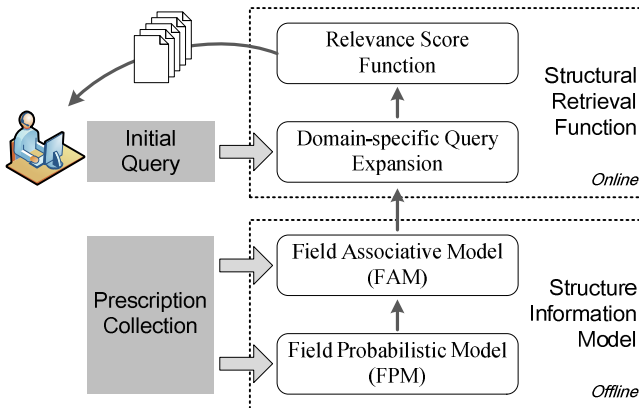 Relevance Score
Function
Structural
Retrieval
Function
Initial
Query
Domain-specific Query
Expansion
Online
Prescription
Collection
Field Associative Model
(FAM)
Structure
Information
Model
Field Probabilistic Model
(FPM)
Offline